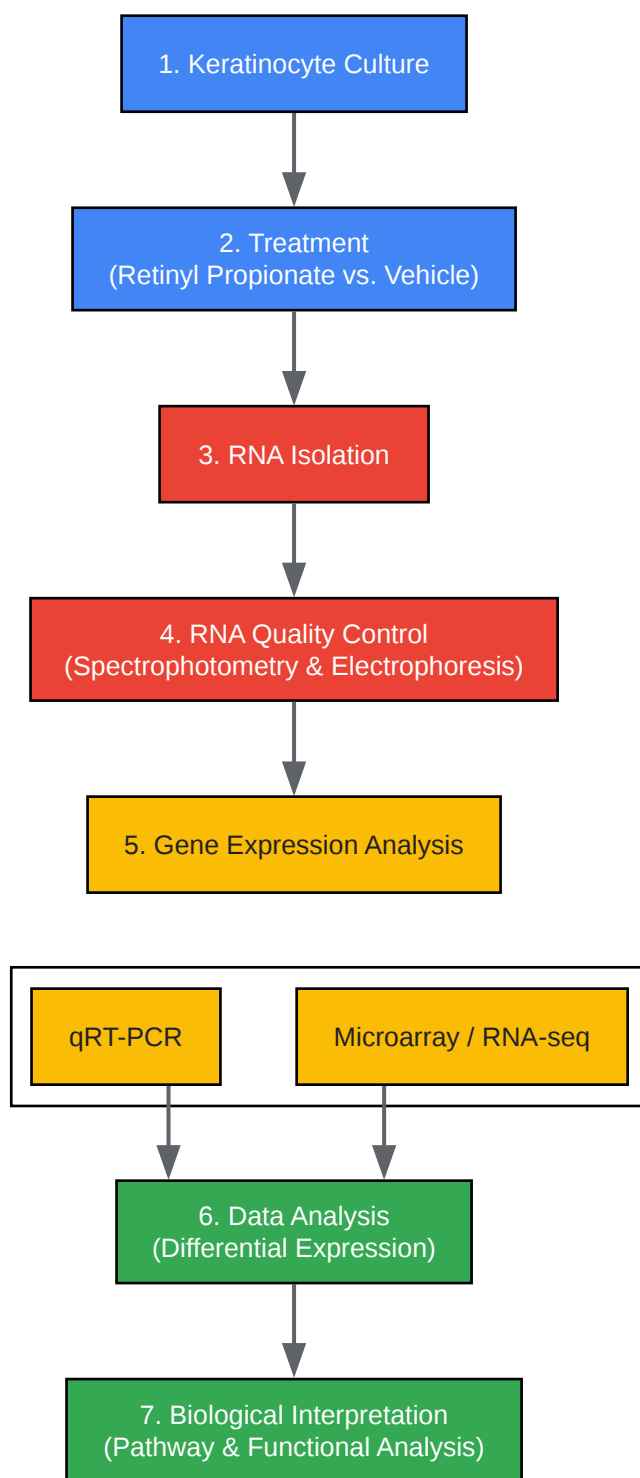 1. Keratinocyte Culture
2. Treatment
(Retinyl Propionate vs. Vehicle)
3. RNA Isolation
4. RNA Quality Control
(Spectrophotometry & Electrophoresis)
5. Gene Expression Analysis
qRT-PCR
Microarray / RNA-seq
6. Data Analysis
(Differential Expression)
7. Biological Interpretation
(Pathway & Functional Analysis)